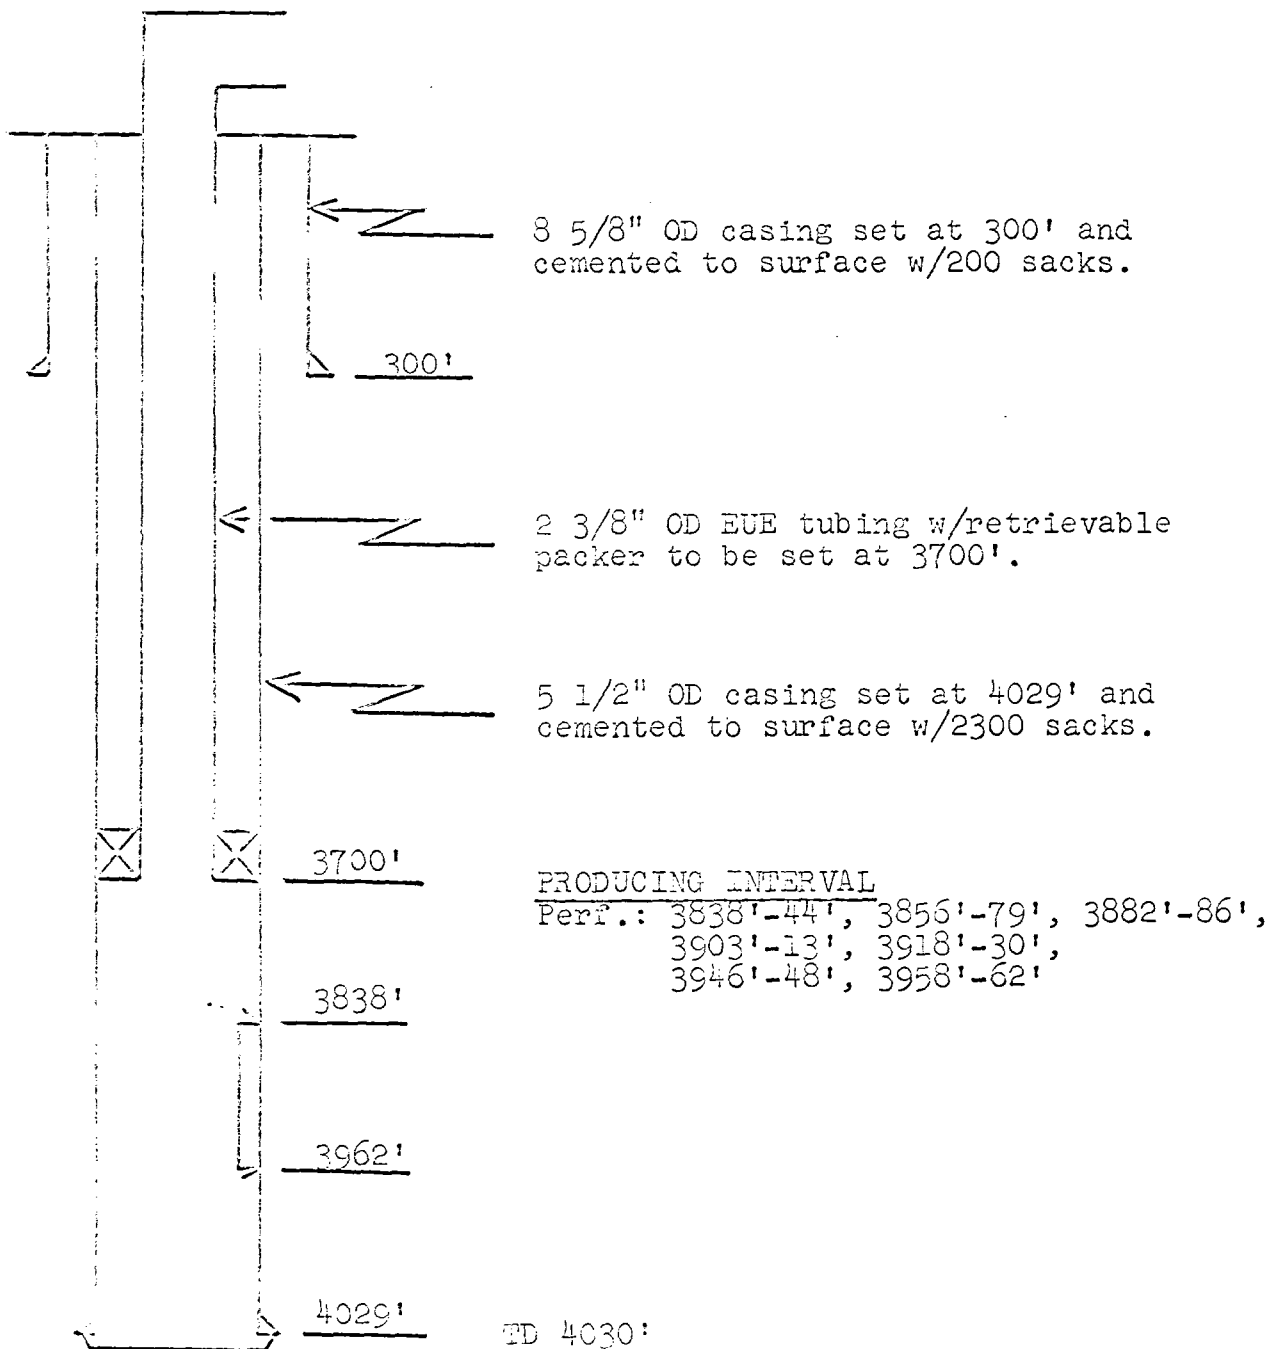 8 5/8" OD casing set at 300' and
cemented to surface w/200 sacks.
300'
2 3/8" OD EUE tubing w/retrievable
packer to be set at 3700'.
5 1/2" OD casing set at 4029' and
cemented to surface w/2300 sacks.
3700'
PRODUCING INTERVAL
Perf.: 3838'-44', 3856'-79', 3882'-86',
3903'-13', 3918'-30',
3946'-48', 3958'-62'
3838'
3962'
4029'
TD 4030'